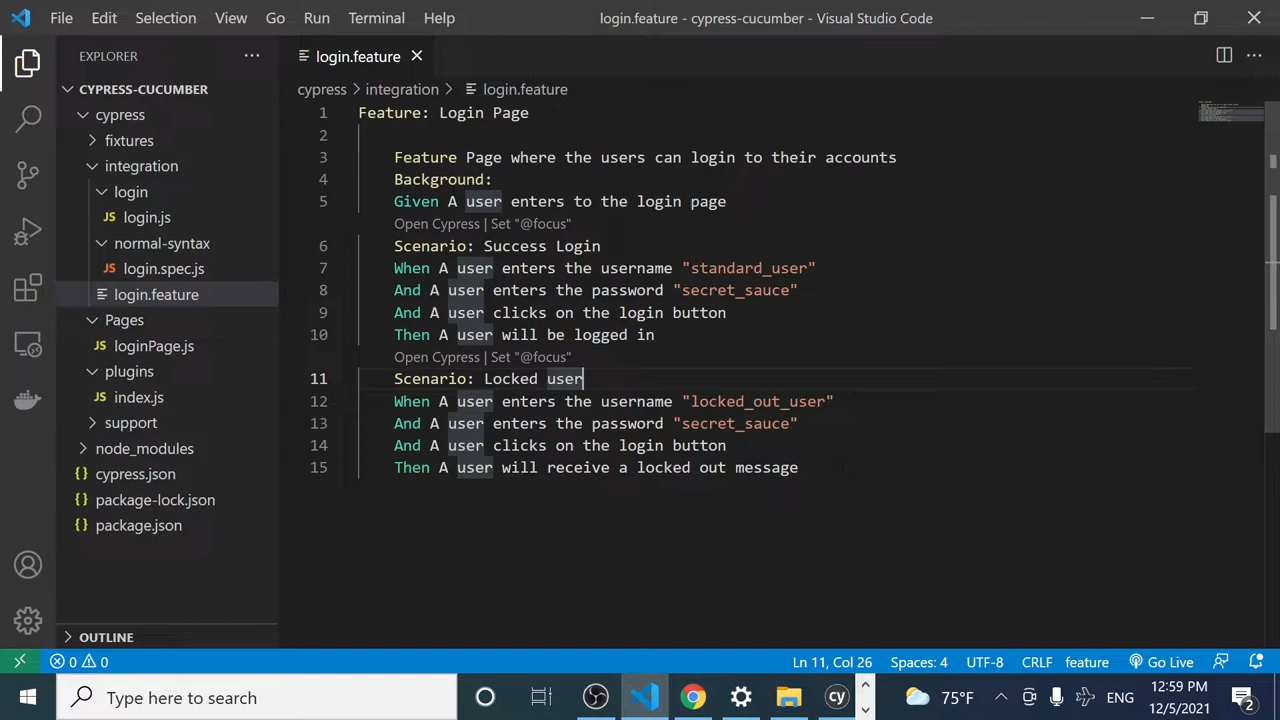 File Edit Selection View Go Run Terminal Help login.feature - cypress-cucumber - Visual Studio Code
EXPLORER
CYPRESS-CUCUMBER
cypress
fixtures
integration
login
JS login.js
normal-syntax
JS login.spec.js
login.feature
Pages
JS loginPage.js
plugins
JS index.js
support
node_modules
{} cypress.json
{} package-lock.json
{} package.json
OUTLINE
login.feature
cypress > integration > login.feature
1 Feature: Login Page
2
3 Feature Page where the users can login to their accounts
4 Background:
5 Given A user enters to the login page
Open Cypress | Set "@focus"
6 Scenario: Success Login
7 When A user enters the username "standard_user"
8 And A user enters the password "secret_sauce"
9 And A user clicks on the login button
10 Then A user will be logged in
Open Cypress | Set "@focus"
11 Scenario: Locked user
12 When A user enters the username "locked_out_user"
13 And A user enters the password "secret_sauce"
14 And A user clicks on the login button
15 Then A user will receive a locked out message
0 0 Ln 11, Col 26 Spaces: 4 UTF-8 CRLF feature Go Live
Type here to search cy 75°F ENG 12:59 PM
12/5/2021 2